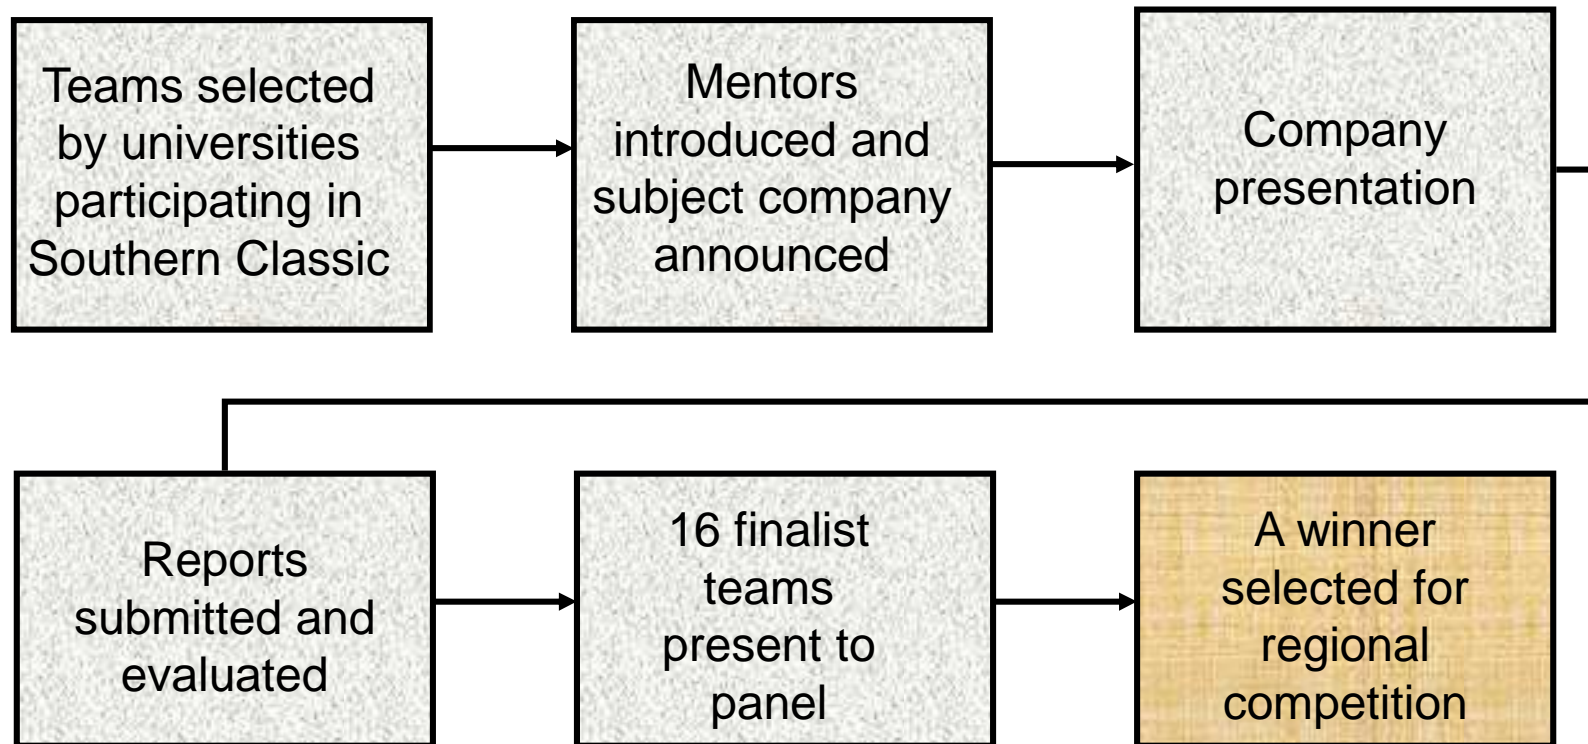 Teams selected
by universities
participating in
Southern Classic
Mentors
introduced and
subject company
announced
Company
presentation
Reports
submitted and
evaluated
16 finalist
teams
present to
panel
A winner
selected for
regional
competition